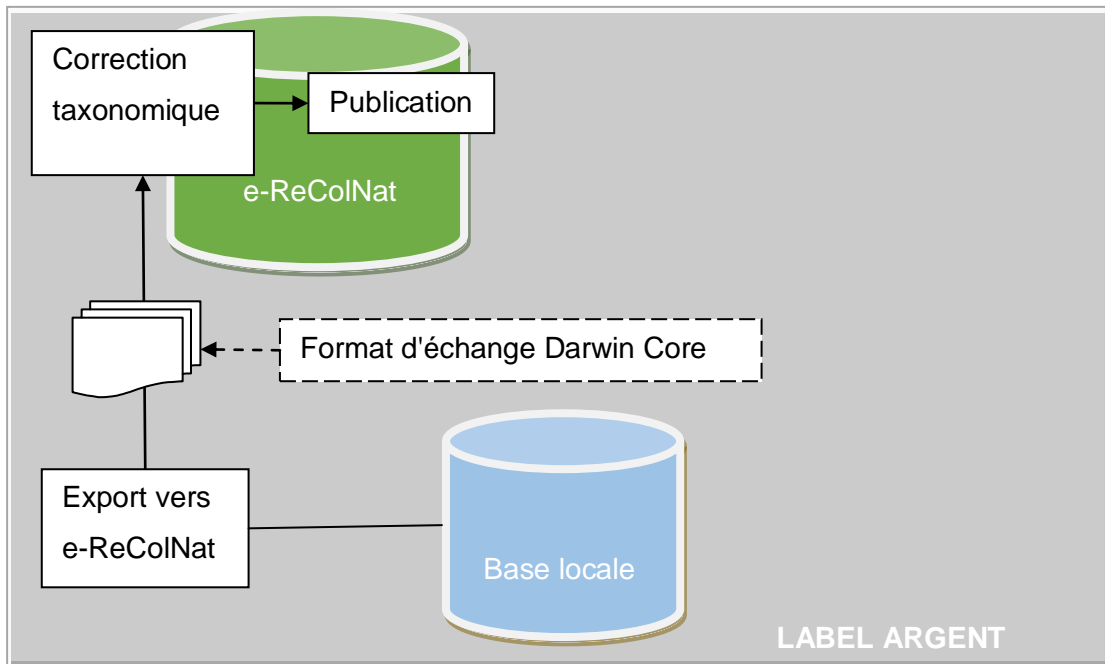 Correction
taxonomique
Publication
e-ReColNat
Format d'échange Darwin Core
Export vers
e-ReColNat
Base locale
LABEL ARGENT